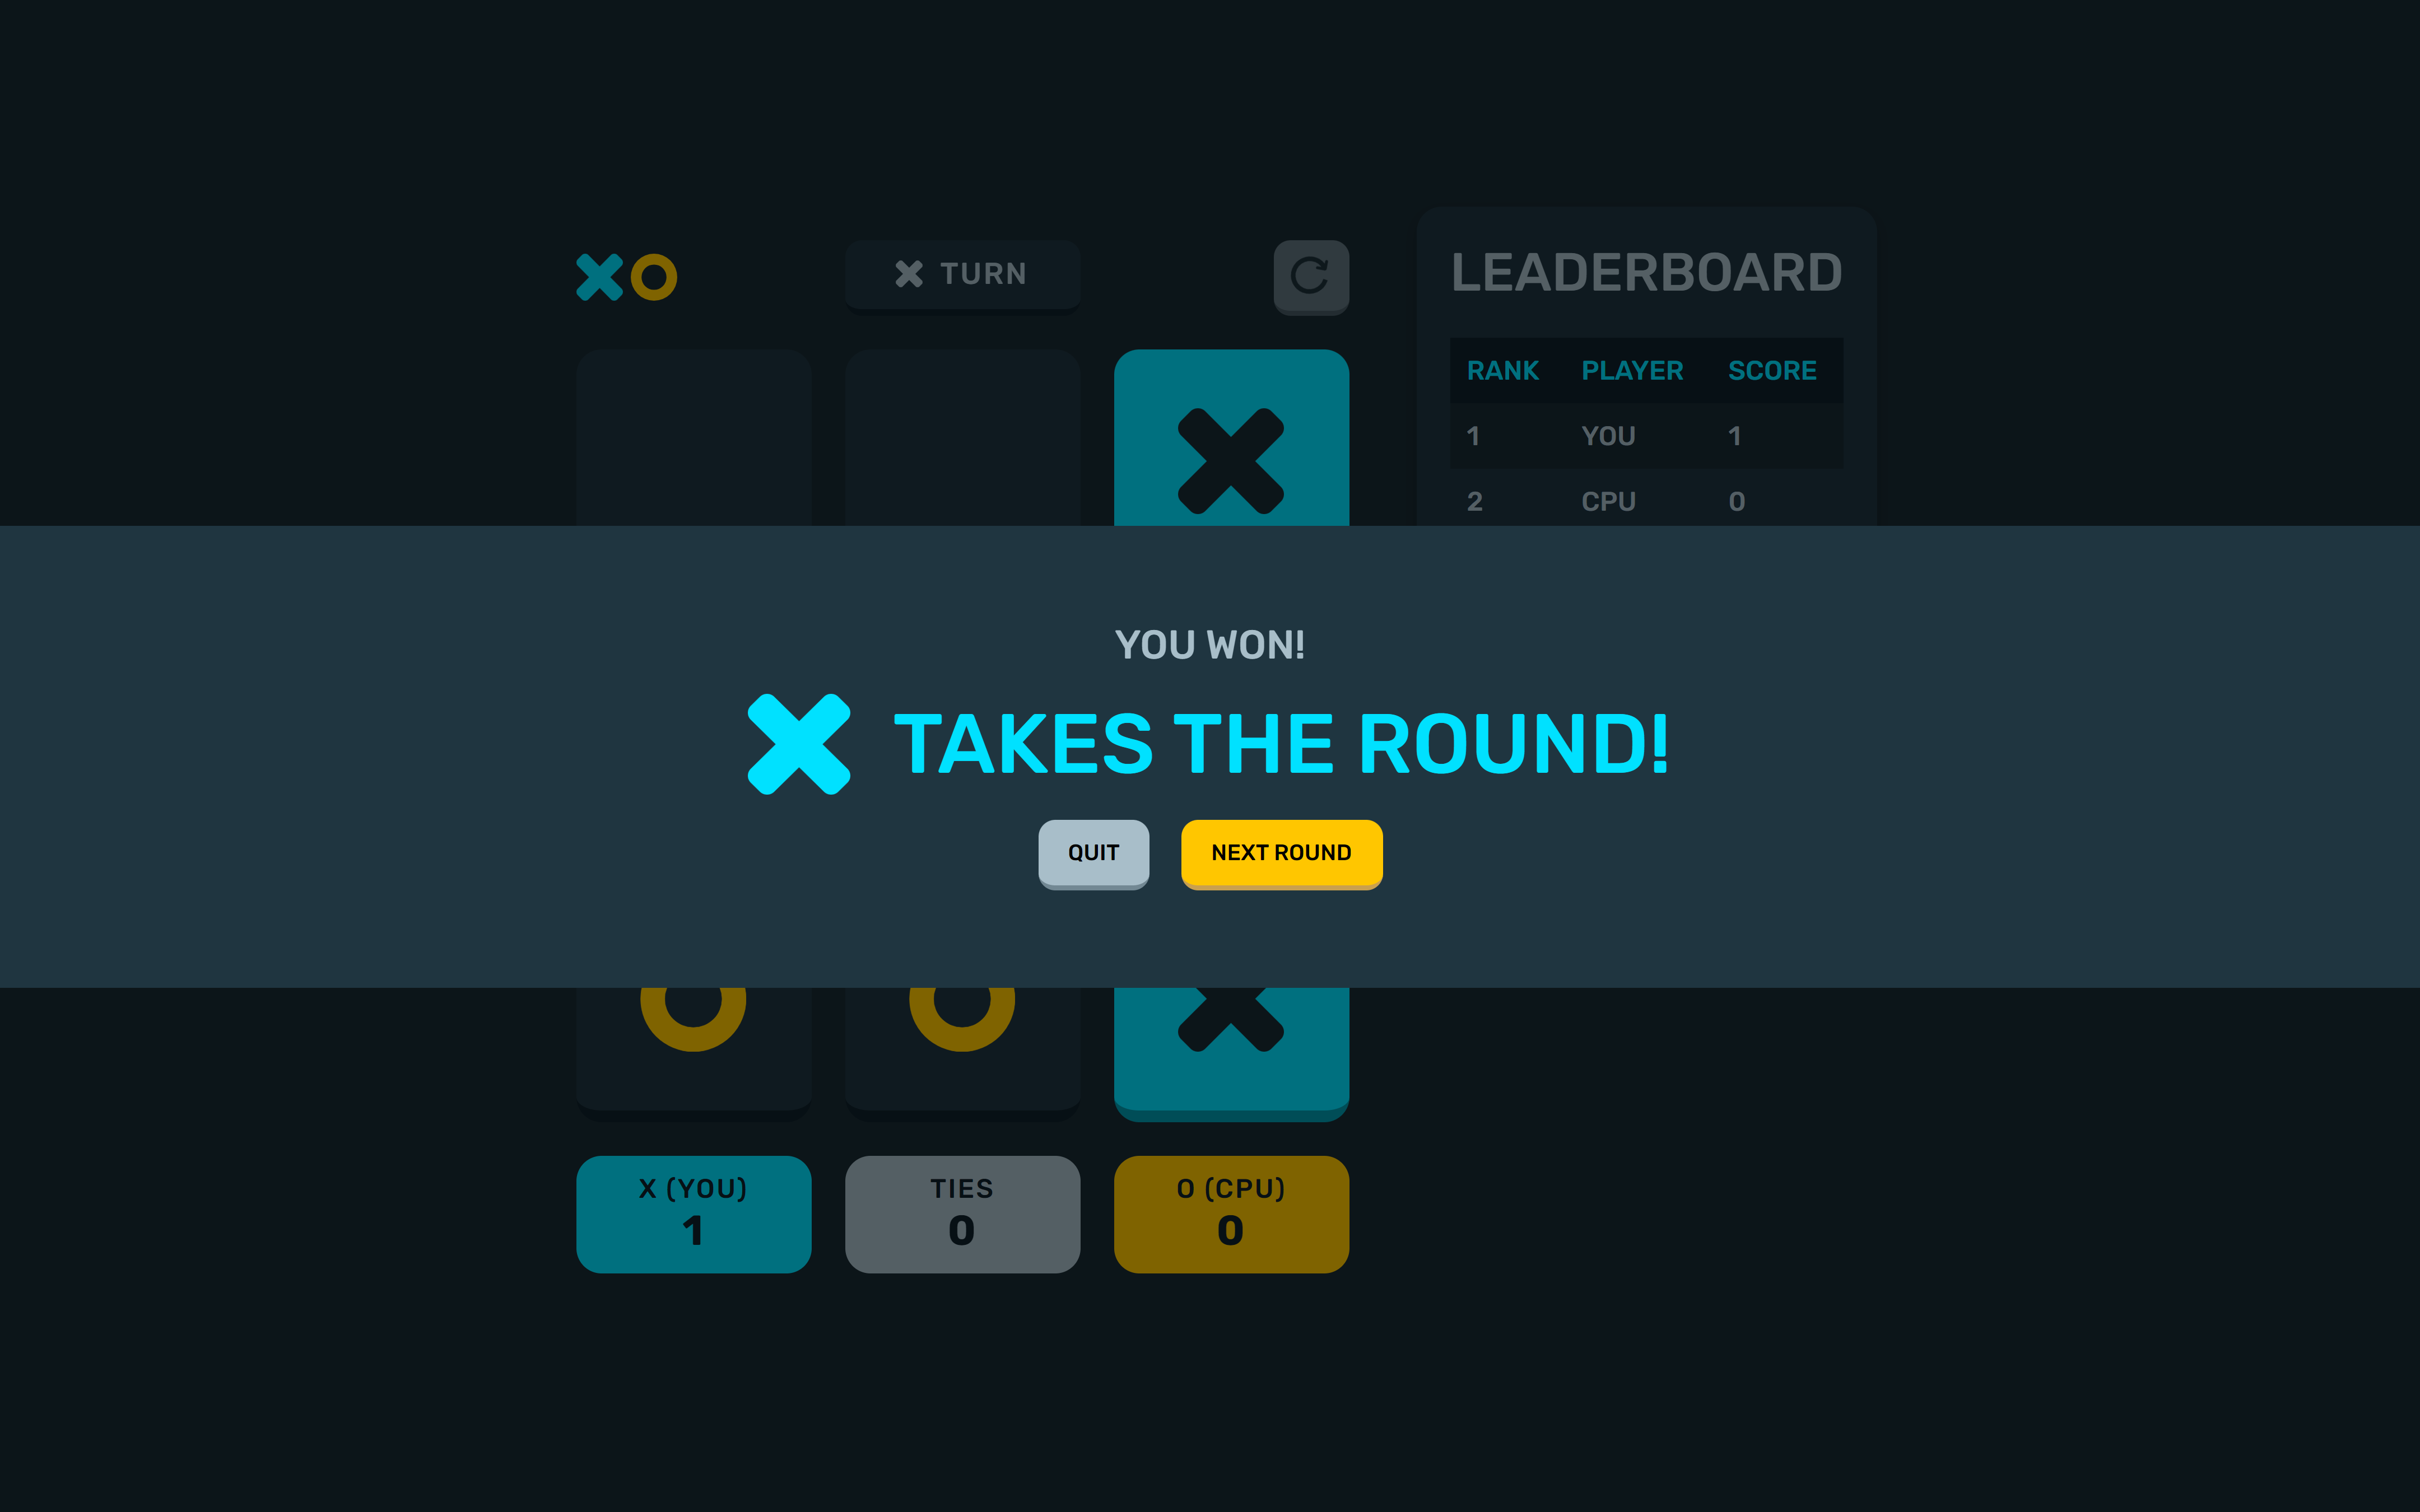 TURN
LEADERBOARD
RANK PLAYER SCORE
1 YOU 1
2 CPU 0
YOU WON!
TAKES THE ROUND!
QUIT NEXT ROUND
X (YOU) TIES O (CPU)
1 0 0